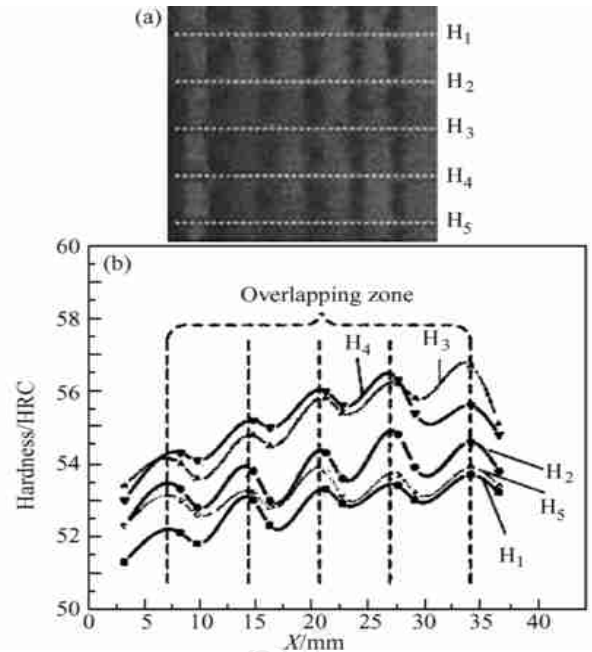 (a)
H₁
H₂
H₃
H₄
H₅
60
(b)
Overlapping zone
58
H₄
H₃
56
Hardness/HRC
54
H₂
H₅
52
H₁
50
0 5 10 15 20 25 30 35 40
X/mm